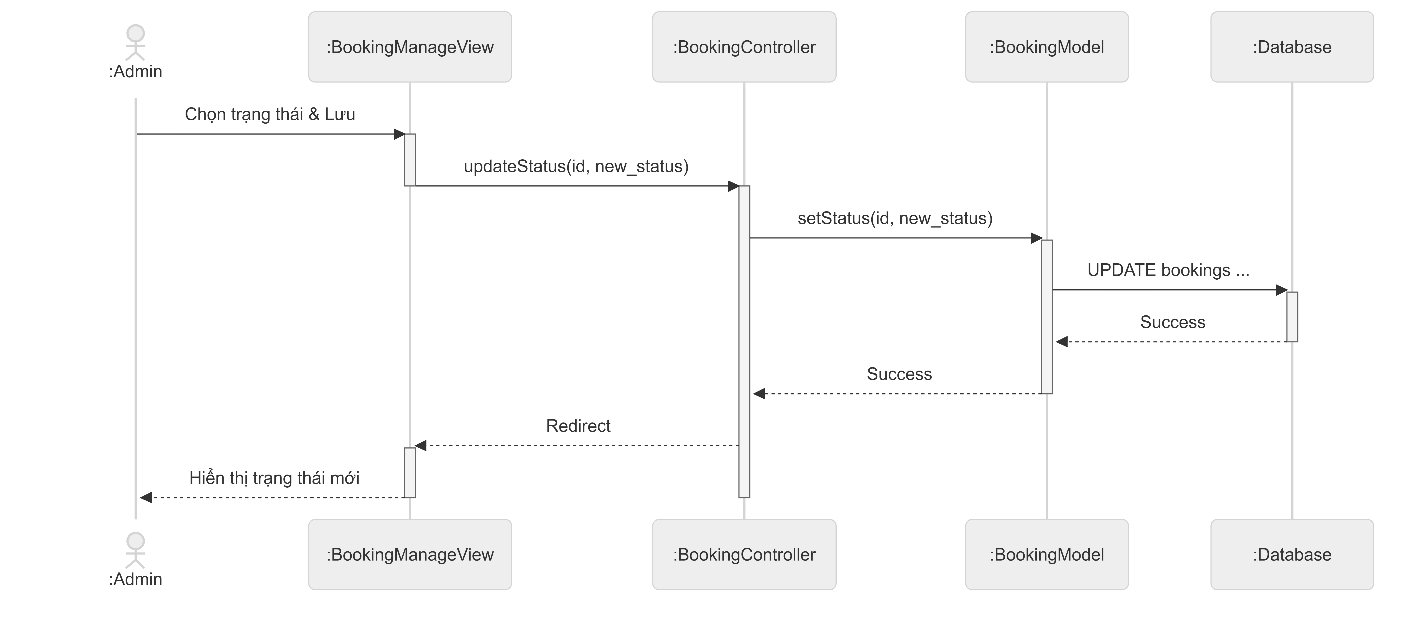 :Admin
:BookingManageView
:BookingController
:BookingModel
:Database
Chọn trạng thái & Lưu
updateStatus(id, new_status)
setStatus(id, new_status)
UPDATE bookings ...
Success
Success
Redirect
Hiển thị trạng thái mới
:Admin
:BookingManageView
:BookingController
:BookingModel
:Database